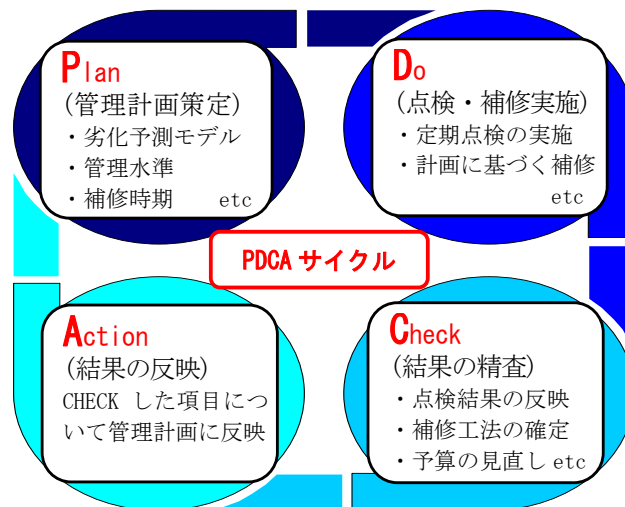 Plan
(管理計画策定)
・劣化予測モデル
・管理水準
・補修時期 etc
Do
(点検・補修実施)
・定期点検の実施
・計画に基づく補修
etc
PDCA サイクル
Action
(結果の反映)
CHECK した項目につ
いて管理計画に反映
Check
(結果の精査)
・点検結果の反映
・補修工法の確定
・予算の見直し etc